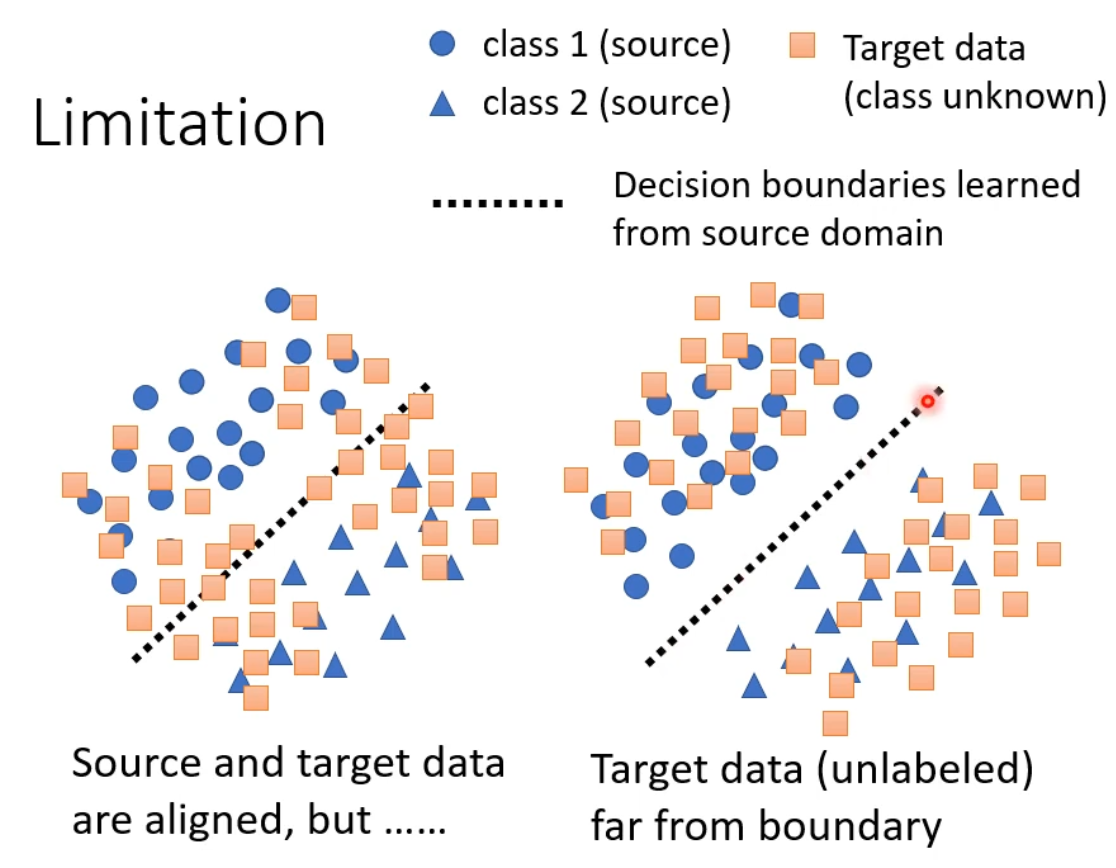 Limitation
class 1 (source)
class 2 (source)
Target data
(class unknown)
Decision boundaries learned
from source domain
Source and target data
are aligned, but ……
Target data (unlabeled)
far from boundary